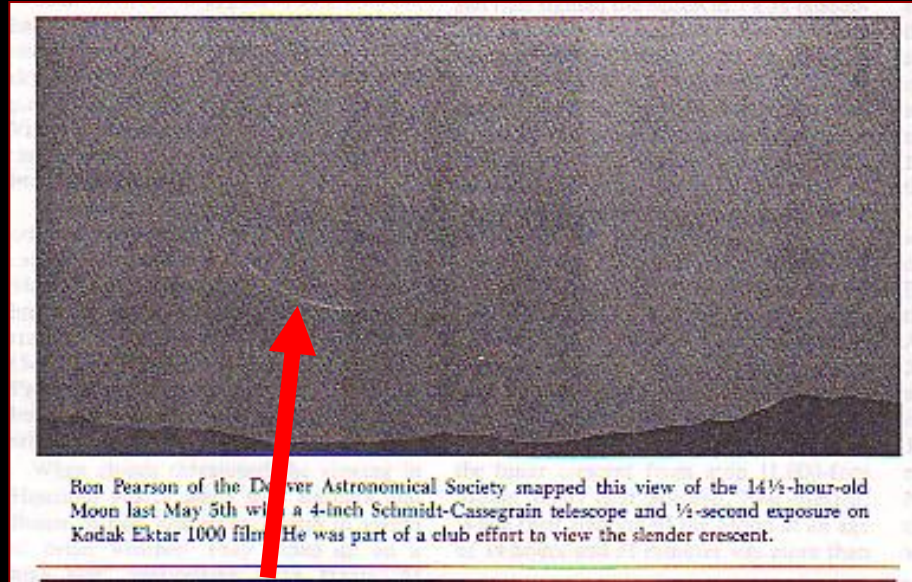 Ron Pearson of the Denver Astronomical Society snapped this view of the 14½-hour-old
Moon last May 5th with a 4-inch Schmidt-Cassegrain telescope and ½-second exposure on
Kodak Ektar 1000 film. He was part of a club effort to view the slender crescent.